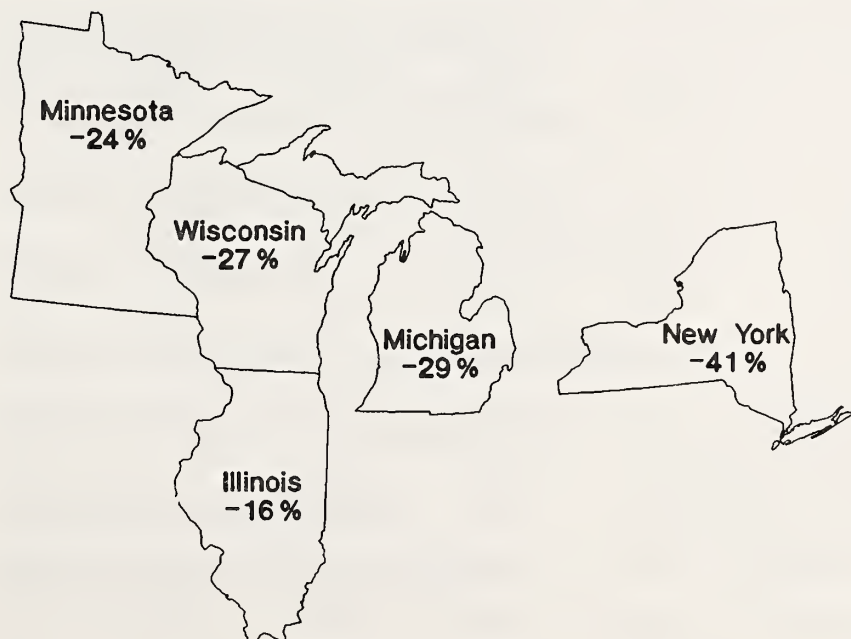 Minnesota
-24%
Wisconsin
-27%
Michigan
-29%
New York
-41%
Illinois
-16%